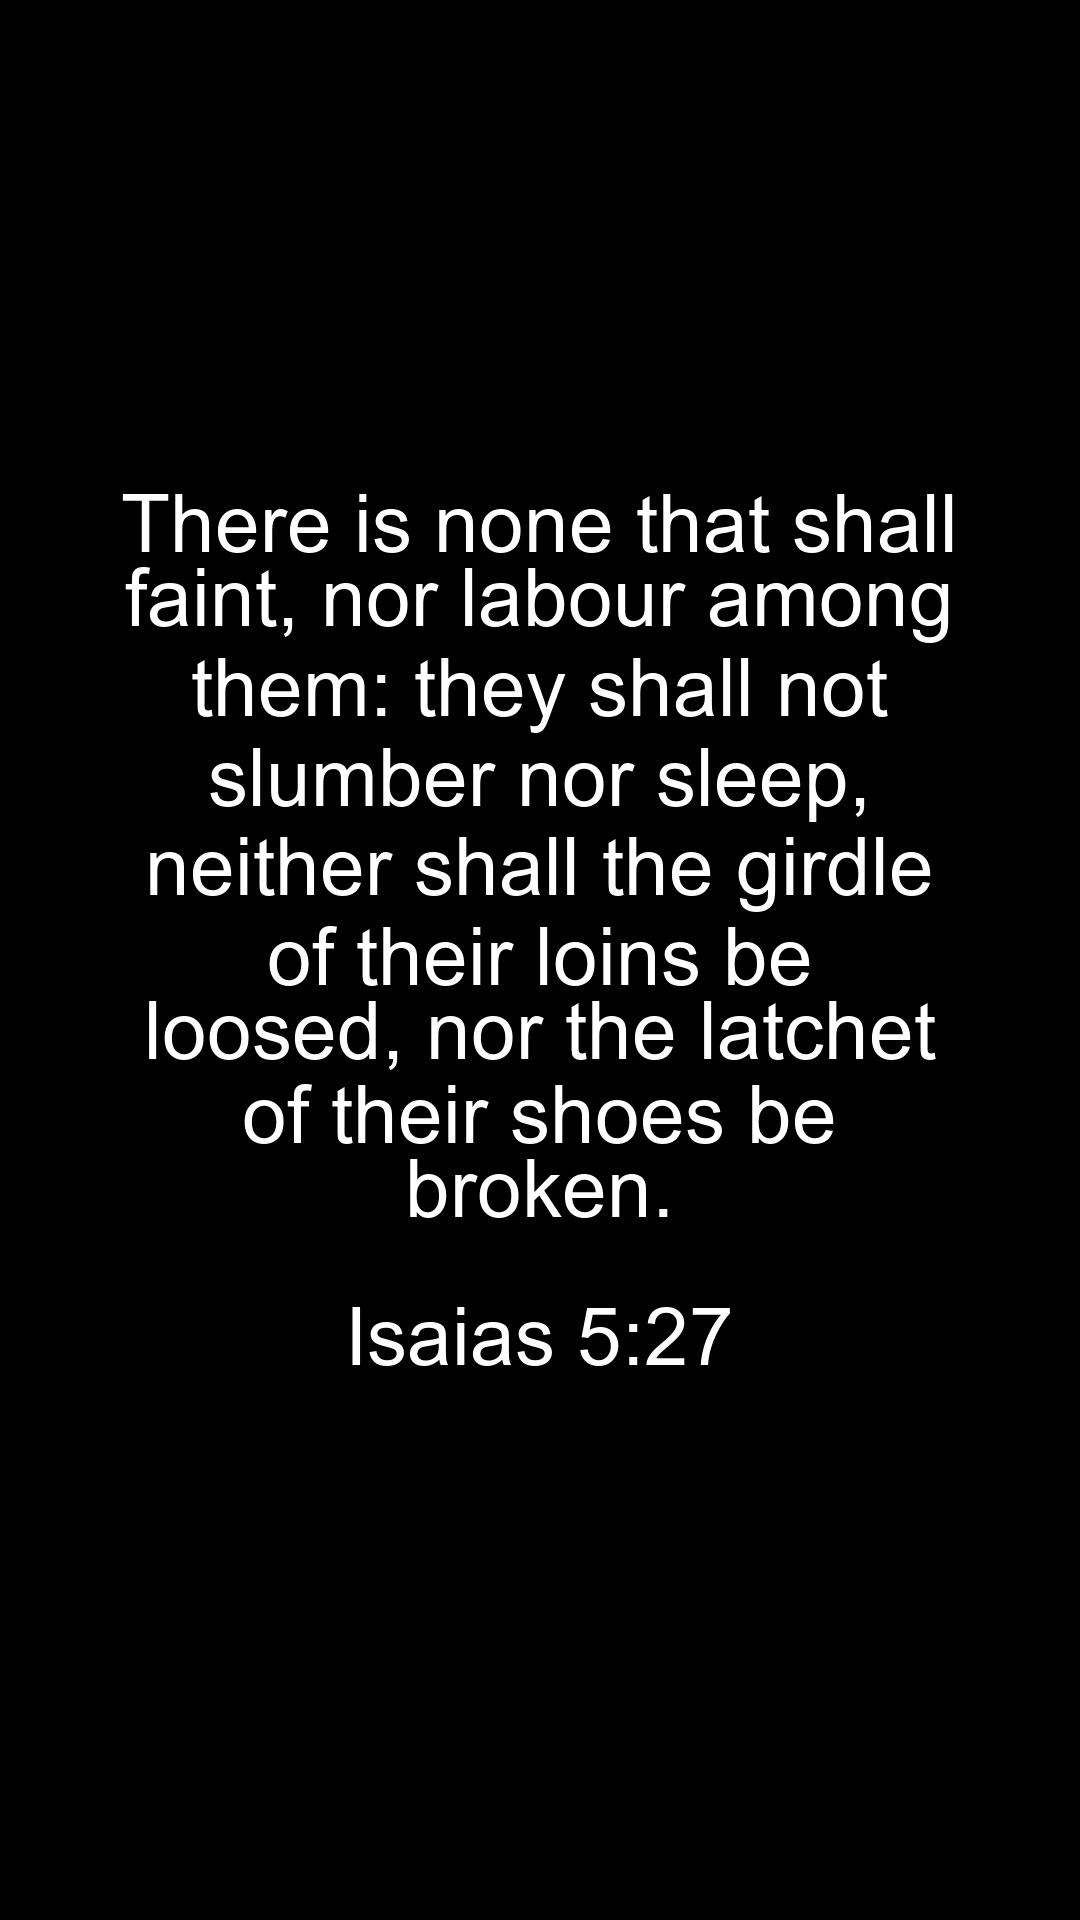 There is none that shall
faint, nor labour among
them: they shall not
slumber nor sleep,
neither shall the girdle
of their loins be
loosed, nor the latchet
of their shoes be
broken.
Isaias 5:27